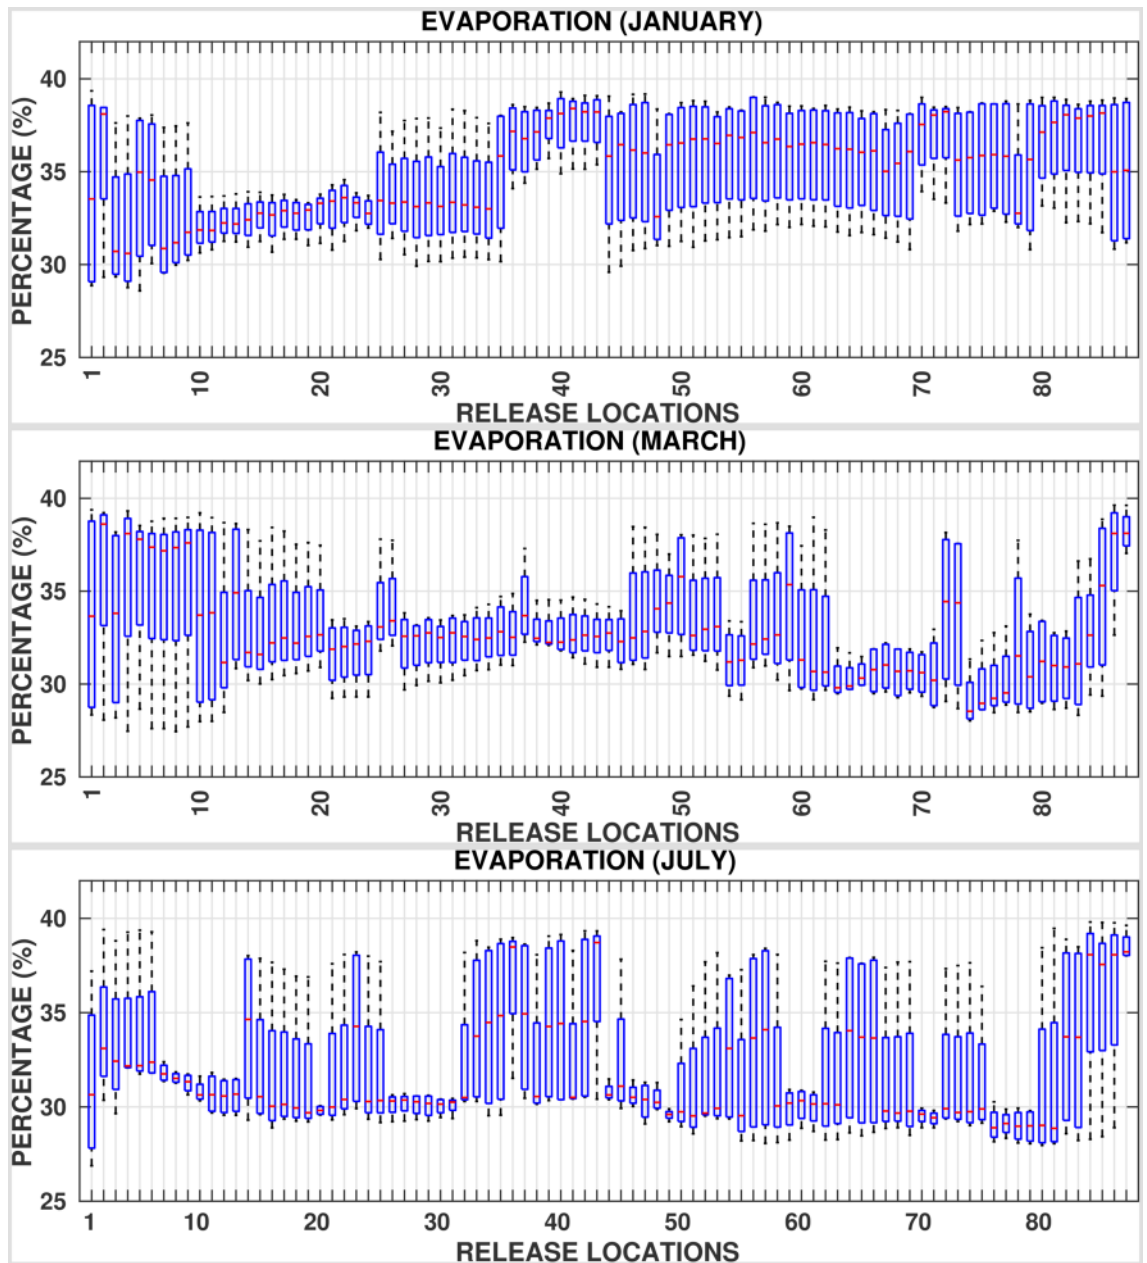 EVAPORATION (JANUARY)
PERCENTAGE (%)
40
35
30
25
1 10 20 30 40 50 60 70 80
RELEASE LOCATIONS
EVAPORATION (MARCH)
PERCENTAGE (%)
40
35
30
25
1 10 20 30 40 50 60 70 80
RELEASE LOCATIONS
EVAPORATION (JULY)
PERCENTAGE (%)
40
35
30
25
1 10 20 30 40 50 60 70 80
RELEASE LOCATIONS